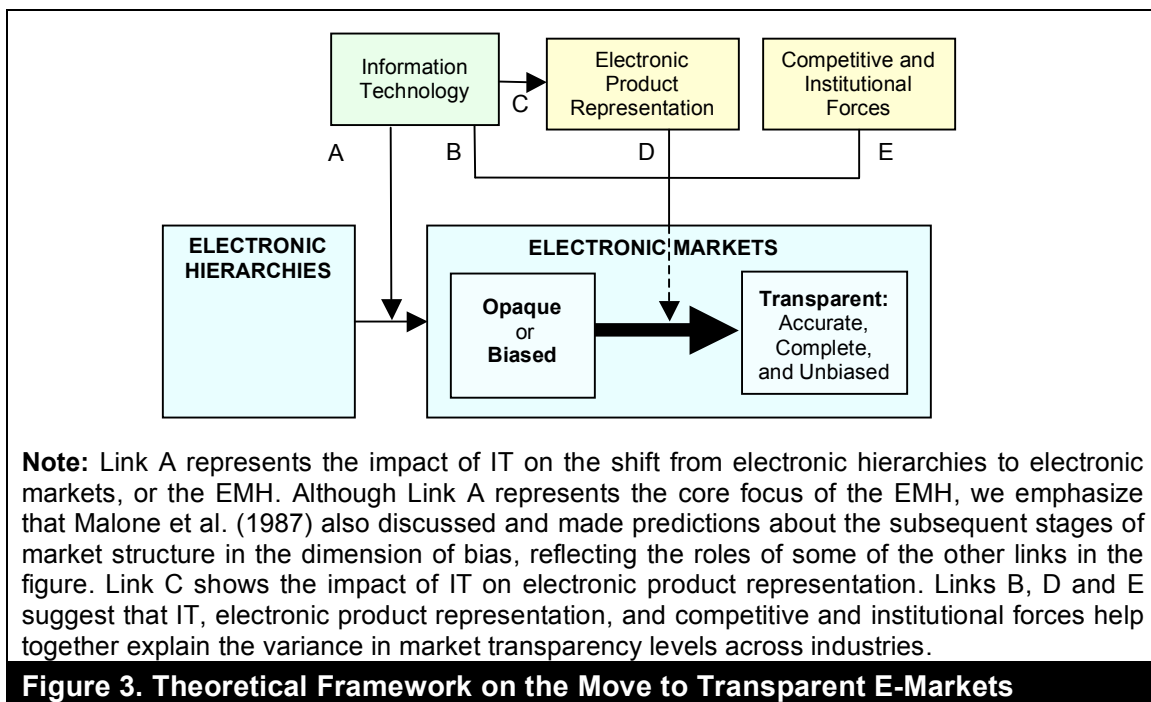 Information
Technology
Electronic
Product
Representation
Competitive and
Institutional
Forces
C
A
B
D
E
ELECTRONIC
HIERARCHIES
ELECTRONIC MARKETS
Opaque
or
Biased
Transparent:
Accurate,
Complete,
and Unbiased
Note: Link A represents the impact of IT on the shift from electronic hierarchies to electronic
markets, or the EMH. Although Link A represents the core focus of the EMH, we emphasize
that Malone et al. (1987) also discussed and made predictions about the subsequent stages of
market structure in the dimension of bias, reflecting the roles of some of the other links in the
figure. Link C shows the impact of IT on electronic product representation. Links B, D and E
suggest that IT, electronic product representation, and competitive and institutional forces help
together explain the variance in market transparency levels across industries.
Figure 3. Theoretical Framework on the Move to Transparent E-Markets